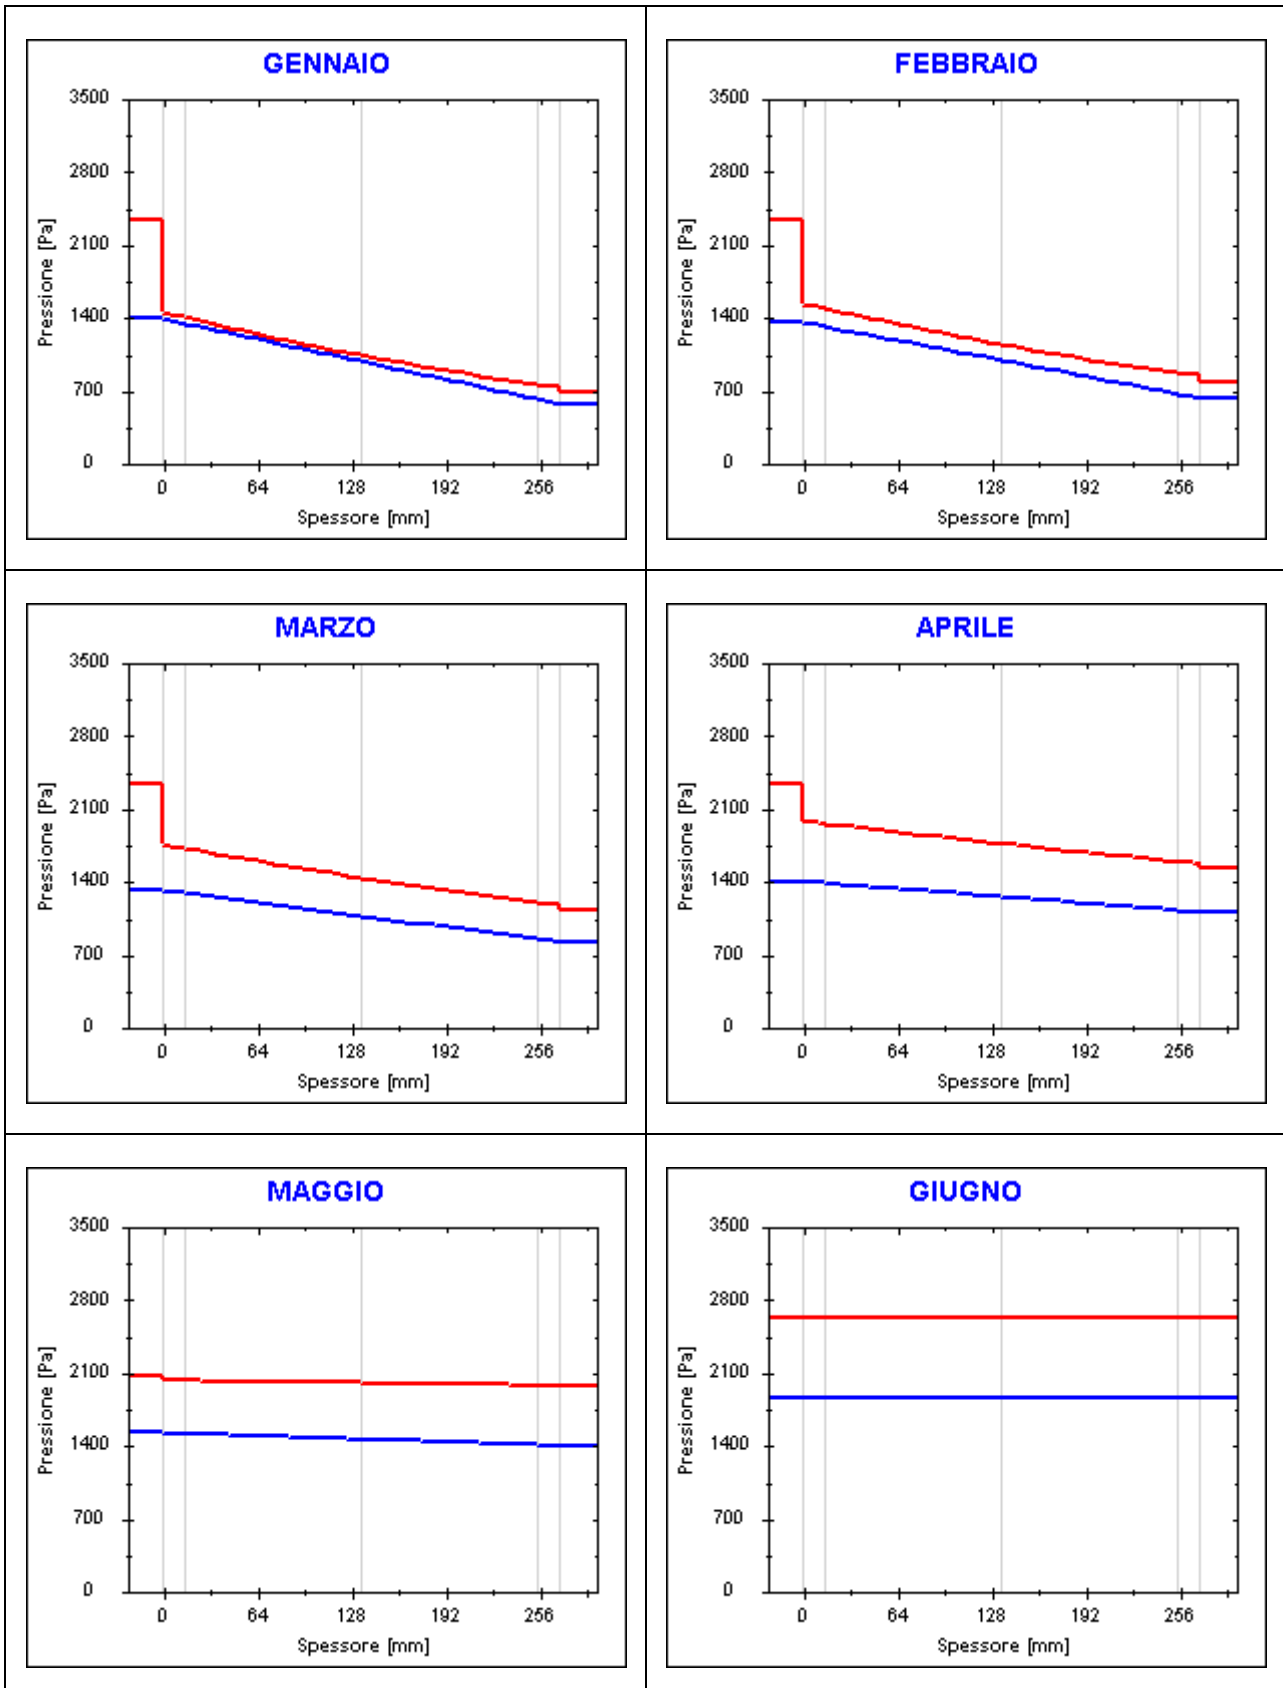 GENNAIO
3500
2800
2100
1400
700
0
Pressione [Pa]
0 64 128 192 256
Spessore [mm]
FEBBRAIO
3500
2800
2100
1400
700
0
Pressione [Pa]
0 64 128 192 256
Spessore [mm]
MARZO
3500
2800
2100
1400
700
0
Pressione [Pa]
0 64 128 192 256
Spessore [mm]
APRILE
3500
2800
2100
1400
700
0
Pressione [Pa]
0 64 128 192 256
Spessore [mm]
MAGGIO
3500
2800
2100
1400
700
0
Pressione [Pa]
0 64 128 192 256
Spessore [mm]
GIUGNO
3500
2800
2100
1400
700
0
Pressione [Pa]
0 64 128 192 256
Spessore [mm]